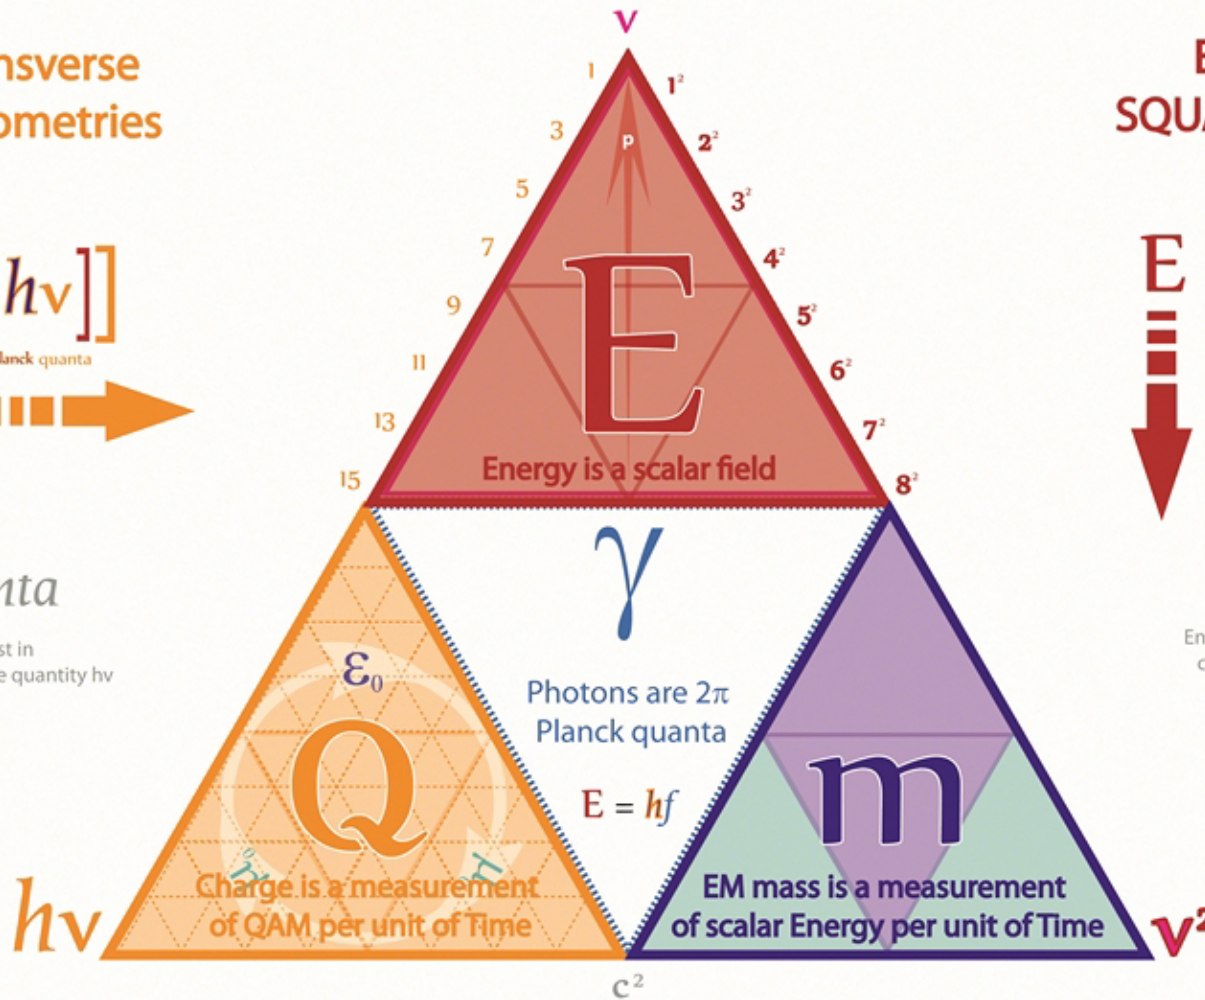 ν
nsverse
ometries
E
SQUA
1
3
5
7
9
11
13
15
1²
2²
3²
4²
5²
6²
7²
8²
P
hν]]
lanck quanta
E
E
Energy is a scalar field
γ
Photons are 2π
Planck quanta
E = hf
nta
st in
e quantity hν
En
c
ε₀
Q
μ₀
Charge is a measurement
of QAM per unit of Time
m
EM mass is a measurement
of scalar Energy per unit of Time
hν
ν²
c²